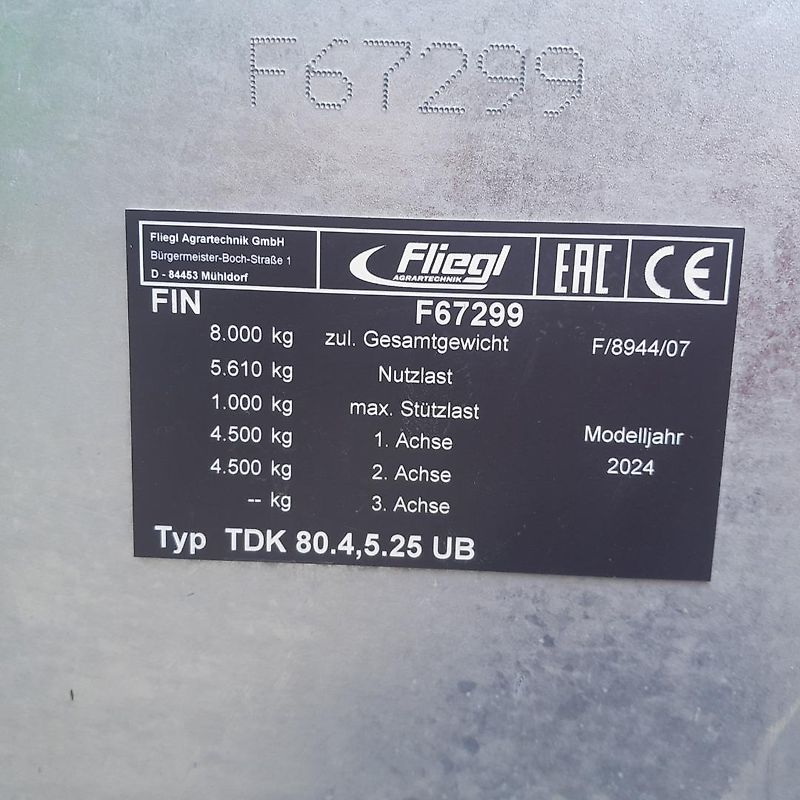 F67299
Fliegl Agrartechnik GmbH
Bürgermeister-Boch-Straße 1
D - 84453 Mühldorf
Fliegl
AGRARTECHNIK
EAC
CE
FIN F67299
8.000 kg zul. Gesamtgewicht F/8944/07
5.610 kg Nutzlast
1.000 kg max. Stützlast
4.500 kg 1. Achse Modelljahr
4.500 kg 2. Achse 2024
-- kg 3. Achse
Typ TDK 80.4,5.25 UB